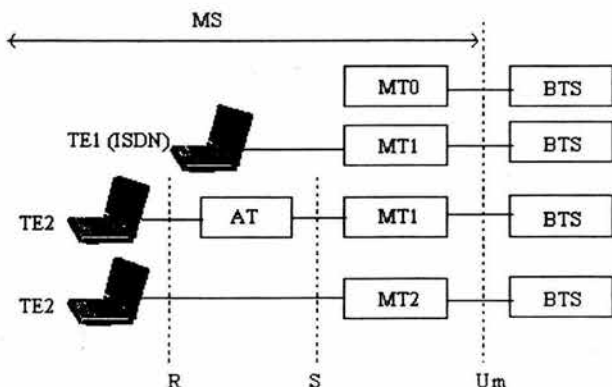 MS
MT0 BTS
TE1 (ISDN) MT1 BTS
TE2 AT MT1 BTS
TE2 MT2 BTS
R S Um